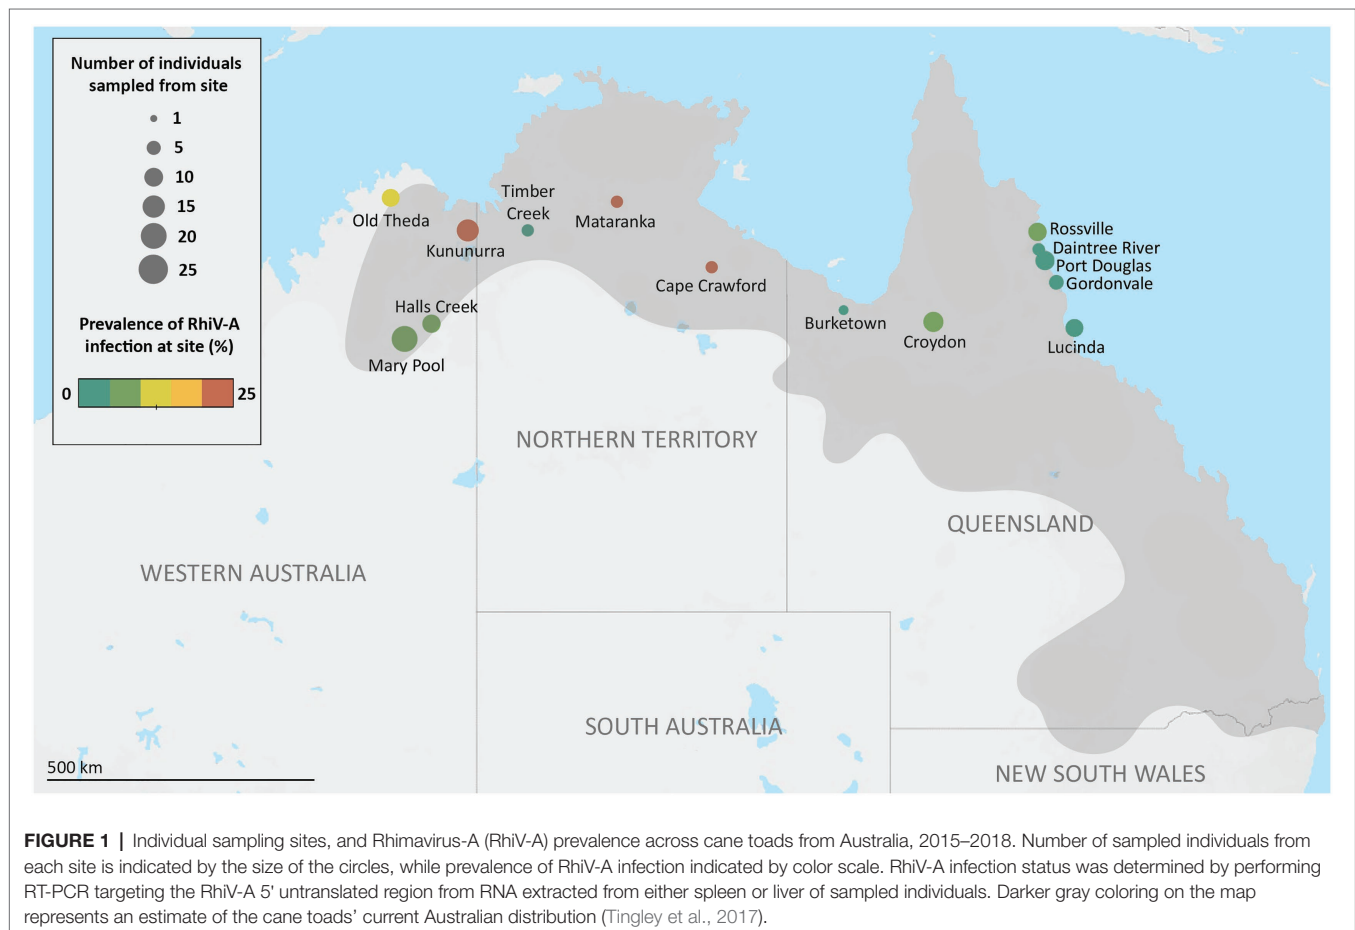 Number of individuals
sampled from site
1
5
10
15
20
25
Prevalence of RhiV-A
infection at site (%)
0
25
Old Theda
Kununurra
Timber
Creek
Mataranka
Cape Crawford
Halls Creek
Mary Pool
Burketown
Croydon
Rossville
Daintree River
Port Douglas
Gordonvale
Lucinda
NORTHERN TERRITORY
QUEENSLAND
WESTERN AUSTRALIA
SOUTH AUSTRALIA
NEW SOUTH WALES
500 km
FIGURE 1 | Individual sampling sites, and Rhimavirus-A (RhiV-A) prevalence across cane toads from Australia, 2015–2018. Number of sampled individuals from
each site is indicated by the size of the circles, while prevalence of RhiV-A infection indicated by color scale. RhiV-A infection status was determined by performing
RT-PCR targeting the RhiV-A 5' untranslated region from RNA extracted from either spleen or liver of sampled individuals. Darker gray coloring on the map
represents an estimate of the cane toads' current Australian distribution (Tingley et al., 2017).